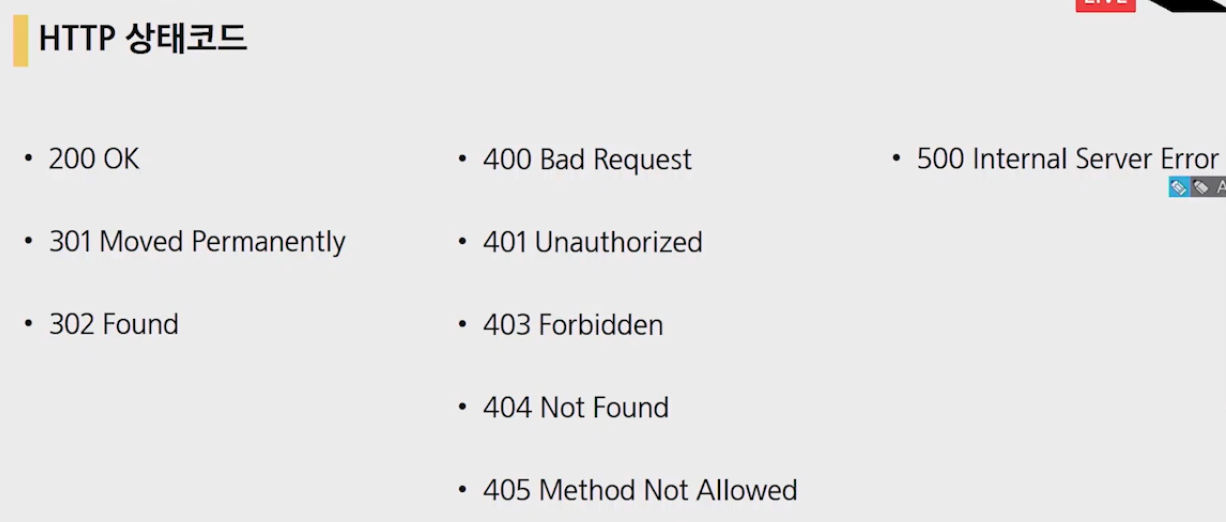 LIVE
HTTP 상태코드
• 200 OK
• 301 Moved Permanently
• 302 Found
• 400 Bad Request
• 401 Unauthorized
• 403 Forbidden
• 404 Not Found
• 405 Method Not Allowed
• 500 Internal Server Error
A